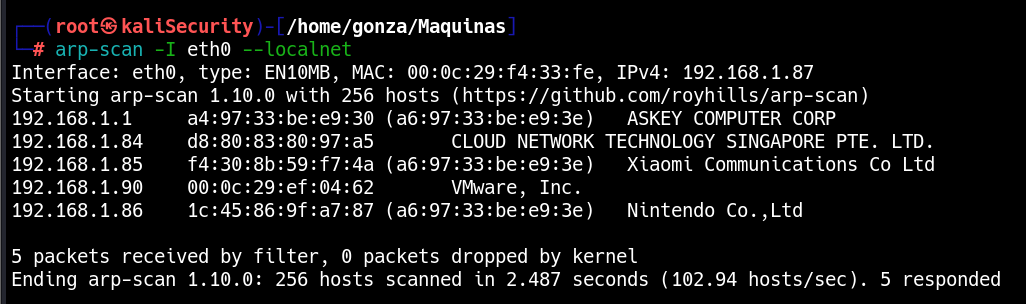 ┌──(root㉿kaliSecurity)-[/home/gonza/Maquinas]
└─# arp-scan -I eth0 --localnet
Interface: eth0, type: EN10MB, MAC: 00:0c:29:f4:33:fe, IPv4: 192.168.1.87
Starting arp-scan 1.10.0 with 256 hosts (https://github.com/royhills/arp-scan)
192.168.1.1     a4:97:33:be:e9:30 (a6:97:33:be:e9:3e)   ASKEY COMPUTER CORP
192.168.1.84    d8:80:83:80:97:a5       CLOUD NETWORK TECHNOLOGY SINGAPORE PTE. LTD.
192.168.1.85    f4:30:8b:59:f7:4a (a6:97:33:be:e9:3e)   Xiaomi Communications Co Ltd
192.168.1.90    00:0c:29:ef:04:62       VMware, Inc.
192.168.1.86    1c:45:86:9f:a7:87 (a6:97:33:be:e9:3e)   Nintendo Co.,Ltd
5 packets received by filter, 0 packets dropped by kernel
Ending arp-scan 1.10.0: 256 hosts scanned in 2.487 seconds (102.94 hosts/sec). 5 responded